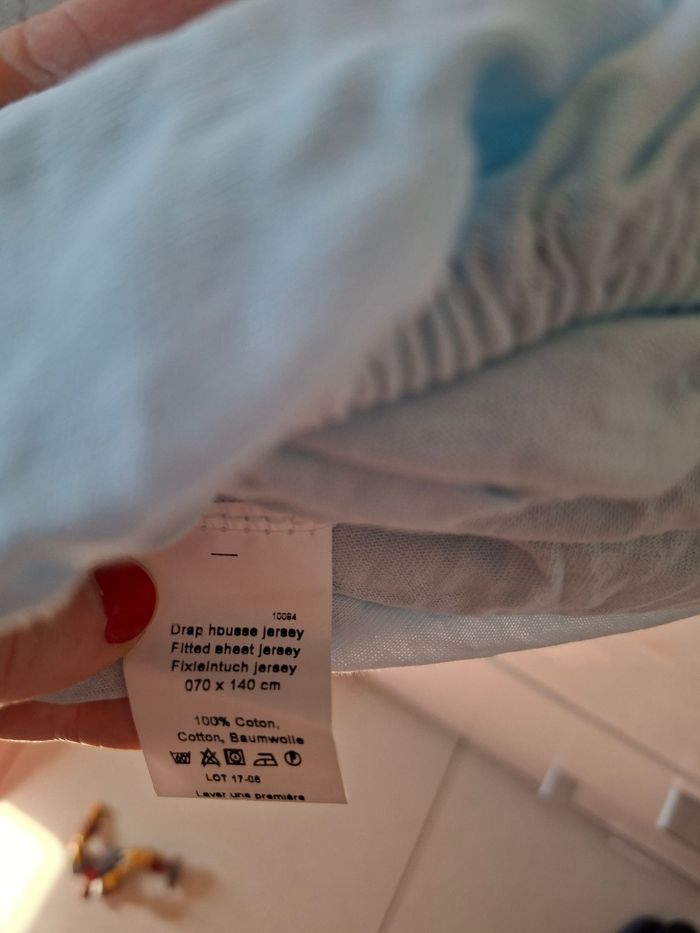 10084
Drap housse jersey
Fitted sheet jersey
Fixleintuch jersey
070 x 140 cm
100% Coton,
Cotton, Baumwolle
LOT 17-08
Laver une première